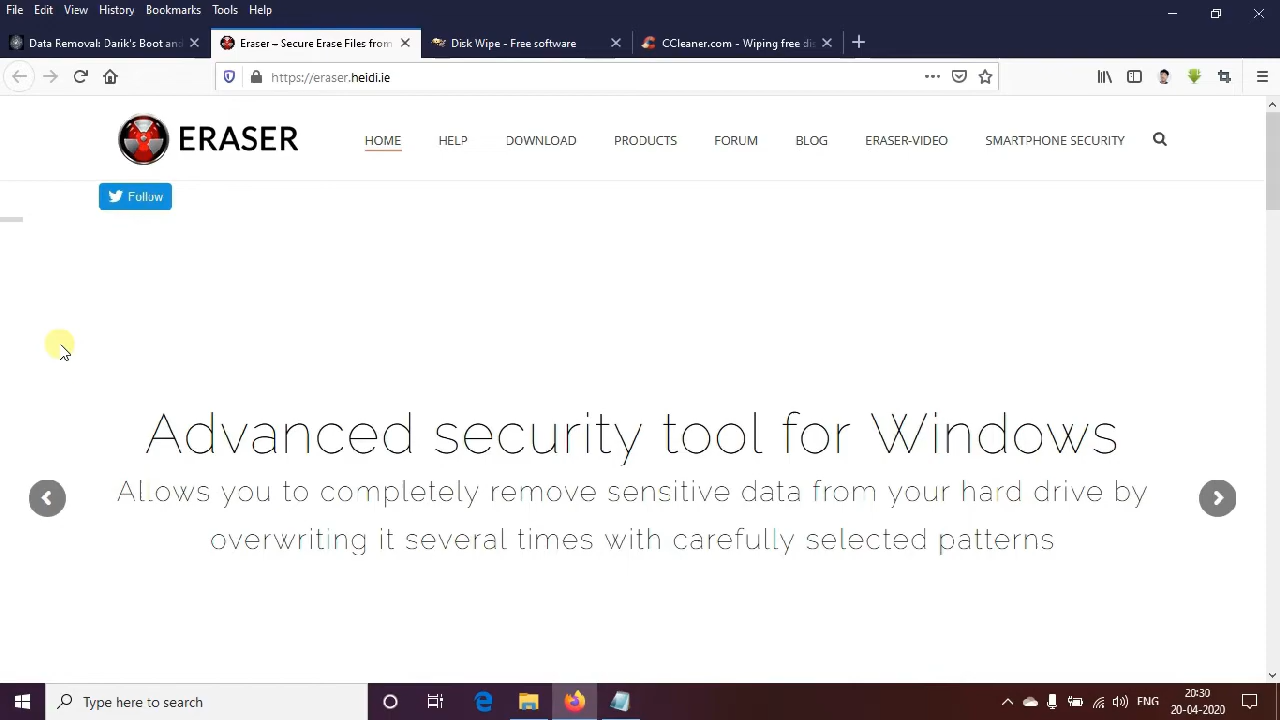 File Edit View History Bookmarks Tools Help
Data Removal: Darik's Boot and
Eraser – Secure Erase Files from
Disk Wipe - Free software
CCleaner.com - Wiping free dis
https://eraser.heidi.ie
ERASER
HOME HELP DOWNLOAD PRODUCTS FORUM BLOG ERASER-VIDEO SMARTPHONE SECURITY
Follow
Advanced security tool for Windows
Allows you to completely remove sensitive data from your hard drive by
overwriting it several times with carefully selected patterns
Type here to search
ENG
20:30
20-04-2020